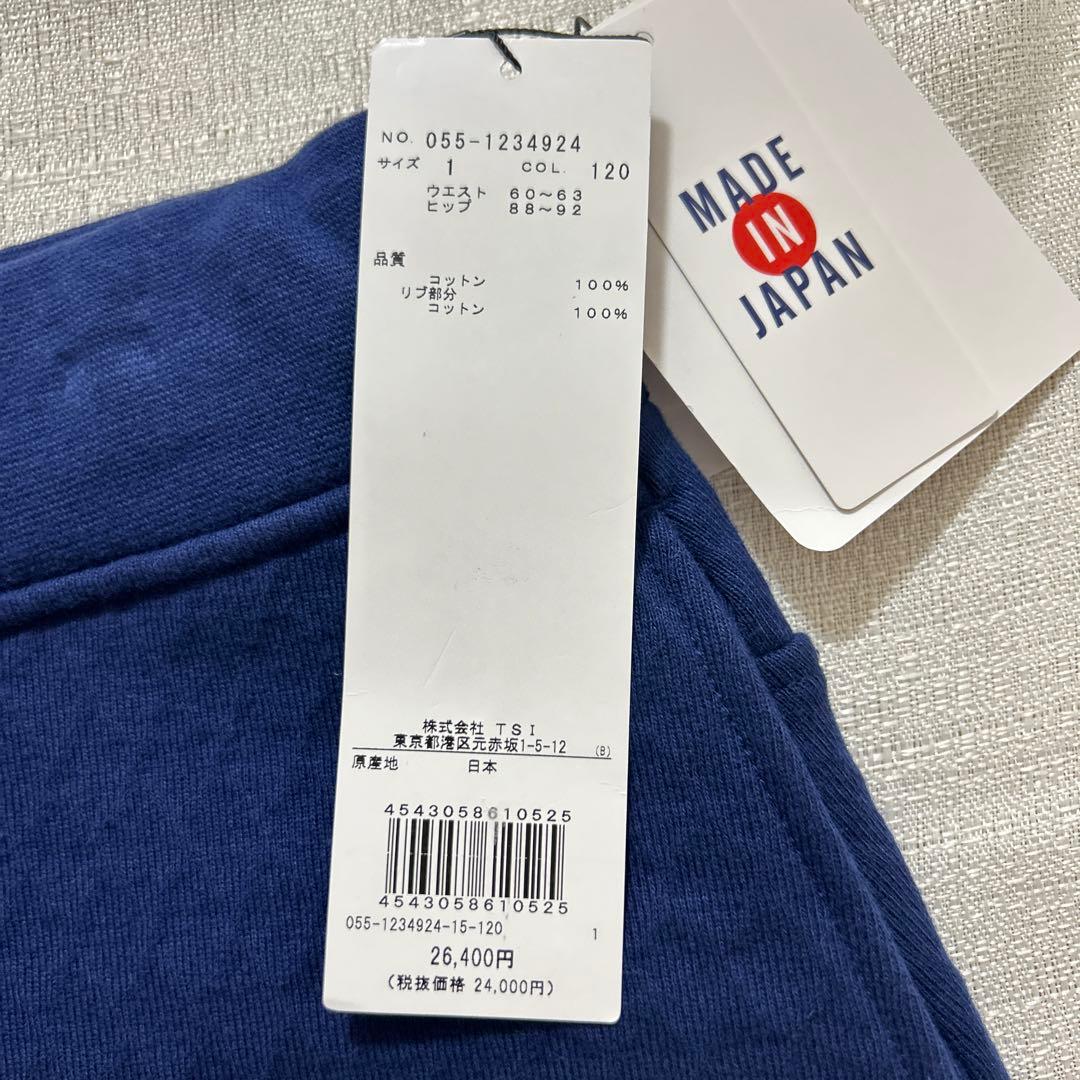 NO. 055-1234924
サイズ 1 COL. 120
ウエスト 60～63
ヒップ 88～92
品質
コットン 100%
リブ部分
コットン 100%
株式会社 TSI
東京都港区元赤坂1-5-12 (B)
原産地 日本
4543058610525
4543058610525
055-1234924-15-120 1
26,400円
(税抜価格 24,000円)
MADE
IN
JAPAN